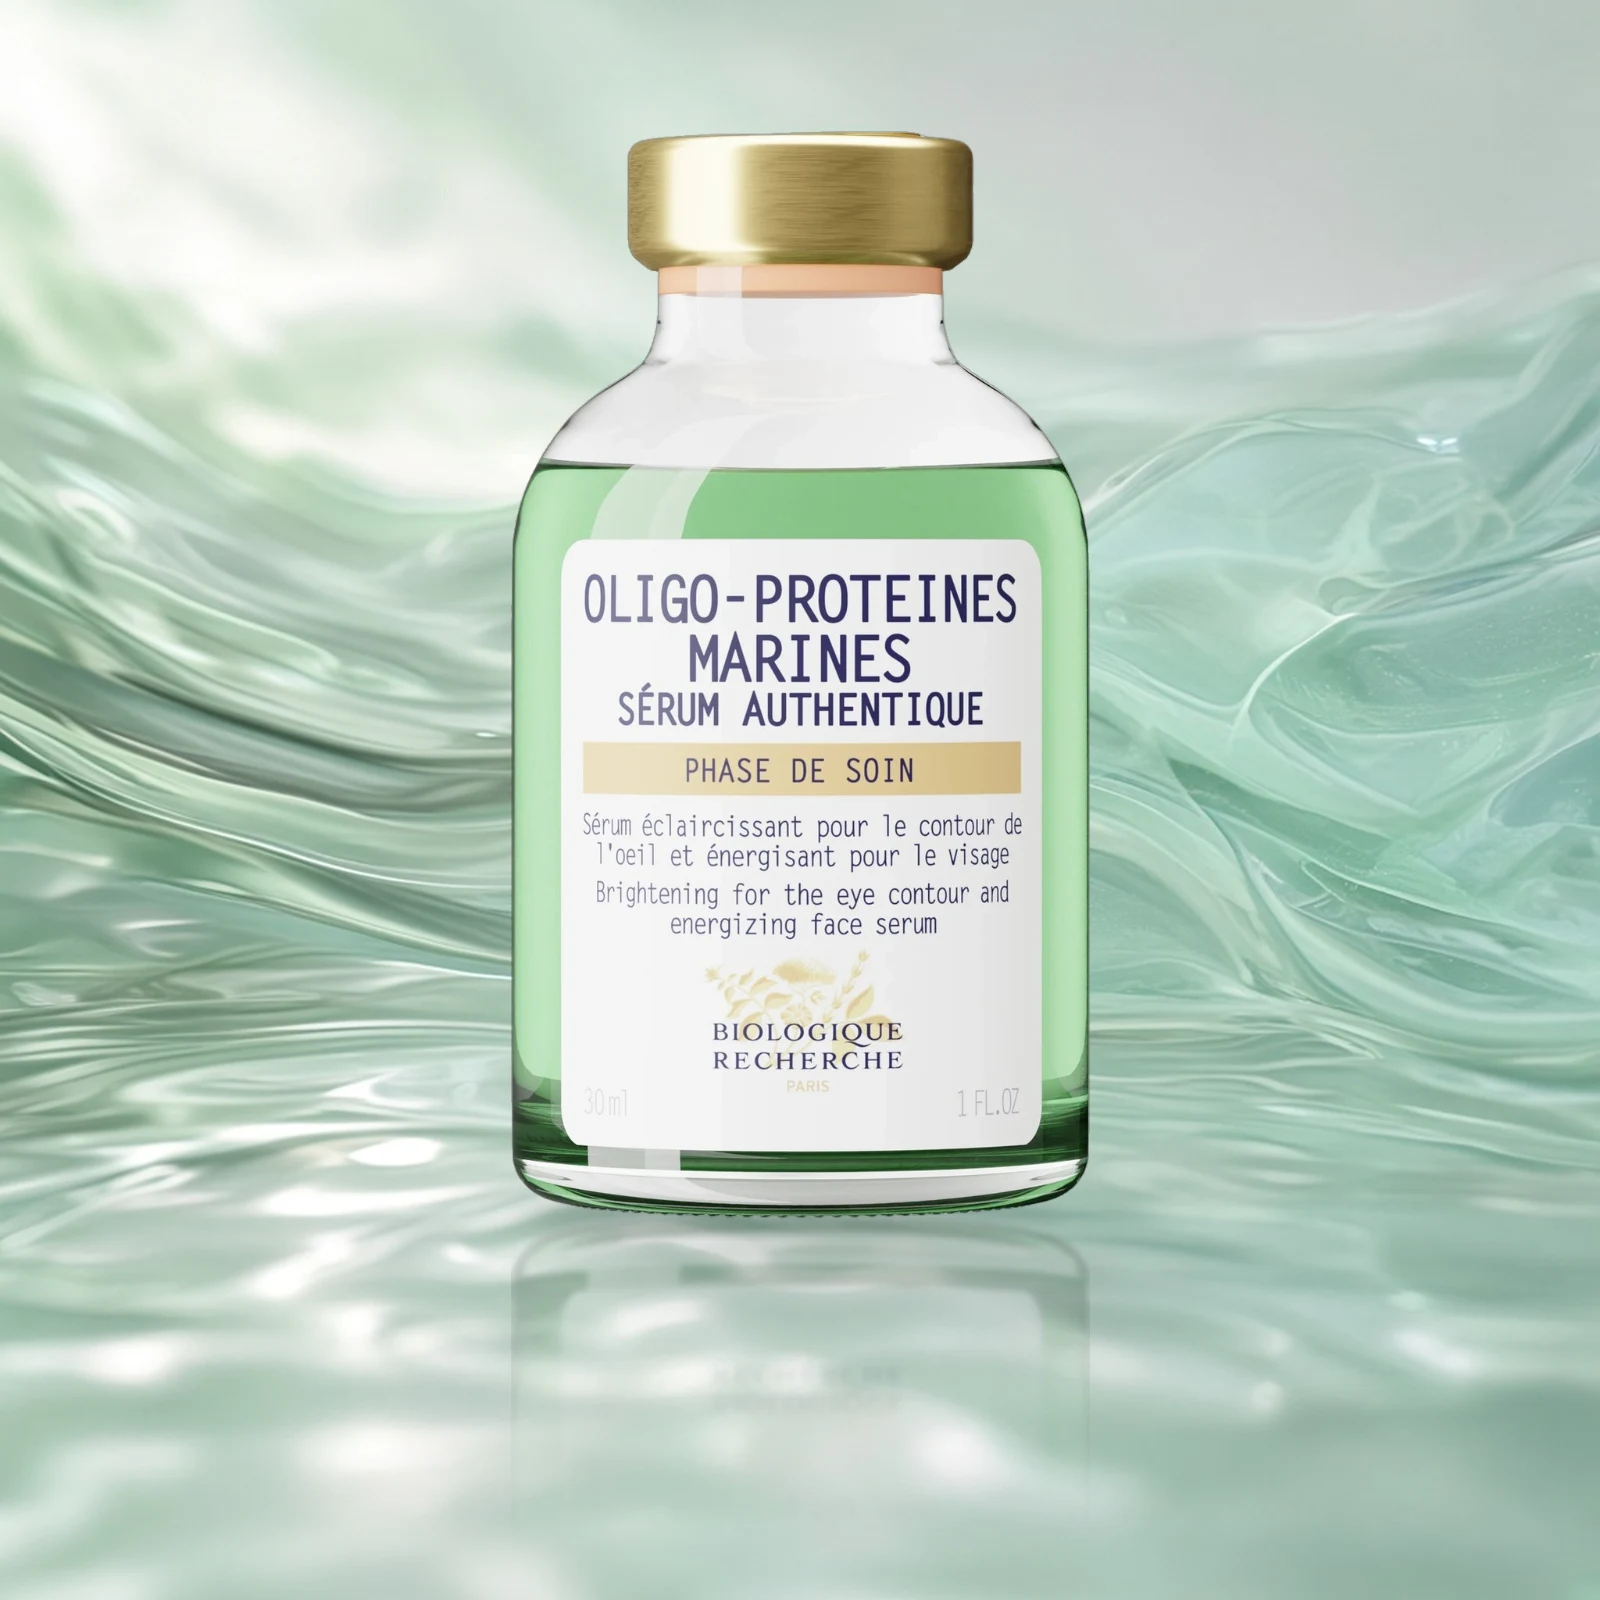 OLIGO-PROTEINES
MARINES
SÉRUM AUTHENTIQUE
PHASE DE SOIN
Sérum éclaircissant pour le contour de
l'oeil et énergisant pour le visage
Brightening for the eye contour and
energizing face serum
BIOLOGIQUE
RECHERCHE
PARIS
30ml 1 FL.OZ